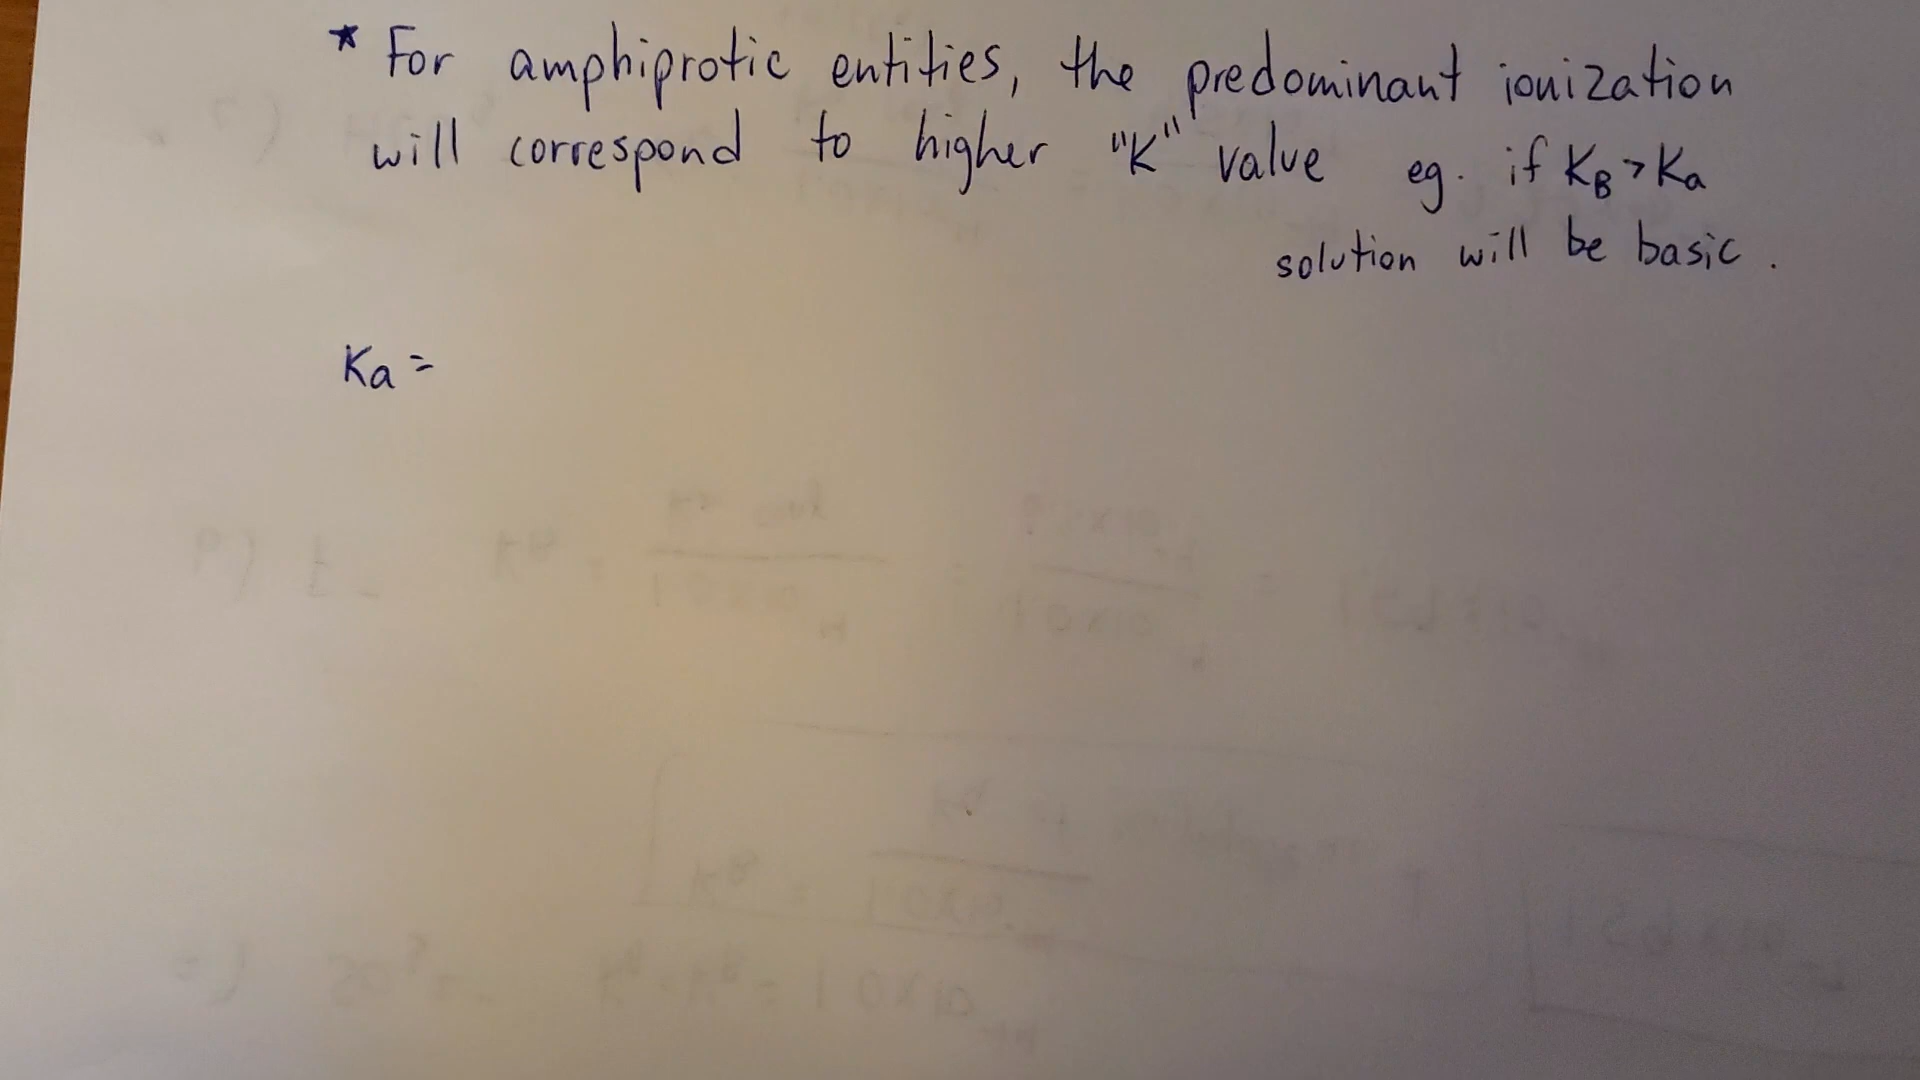 * For amphiprotic entities, the predominant ionization
will correspond to higher "K" value eg. if KB > Ka
solution will be basic.
Ka =